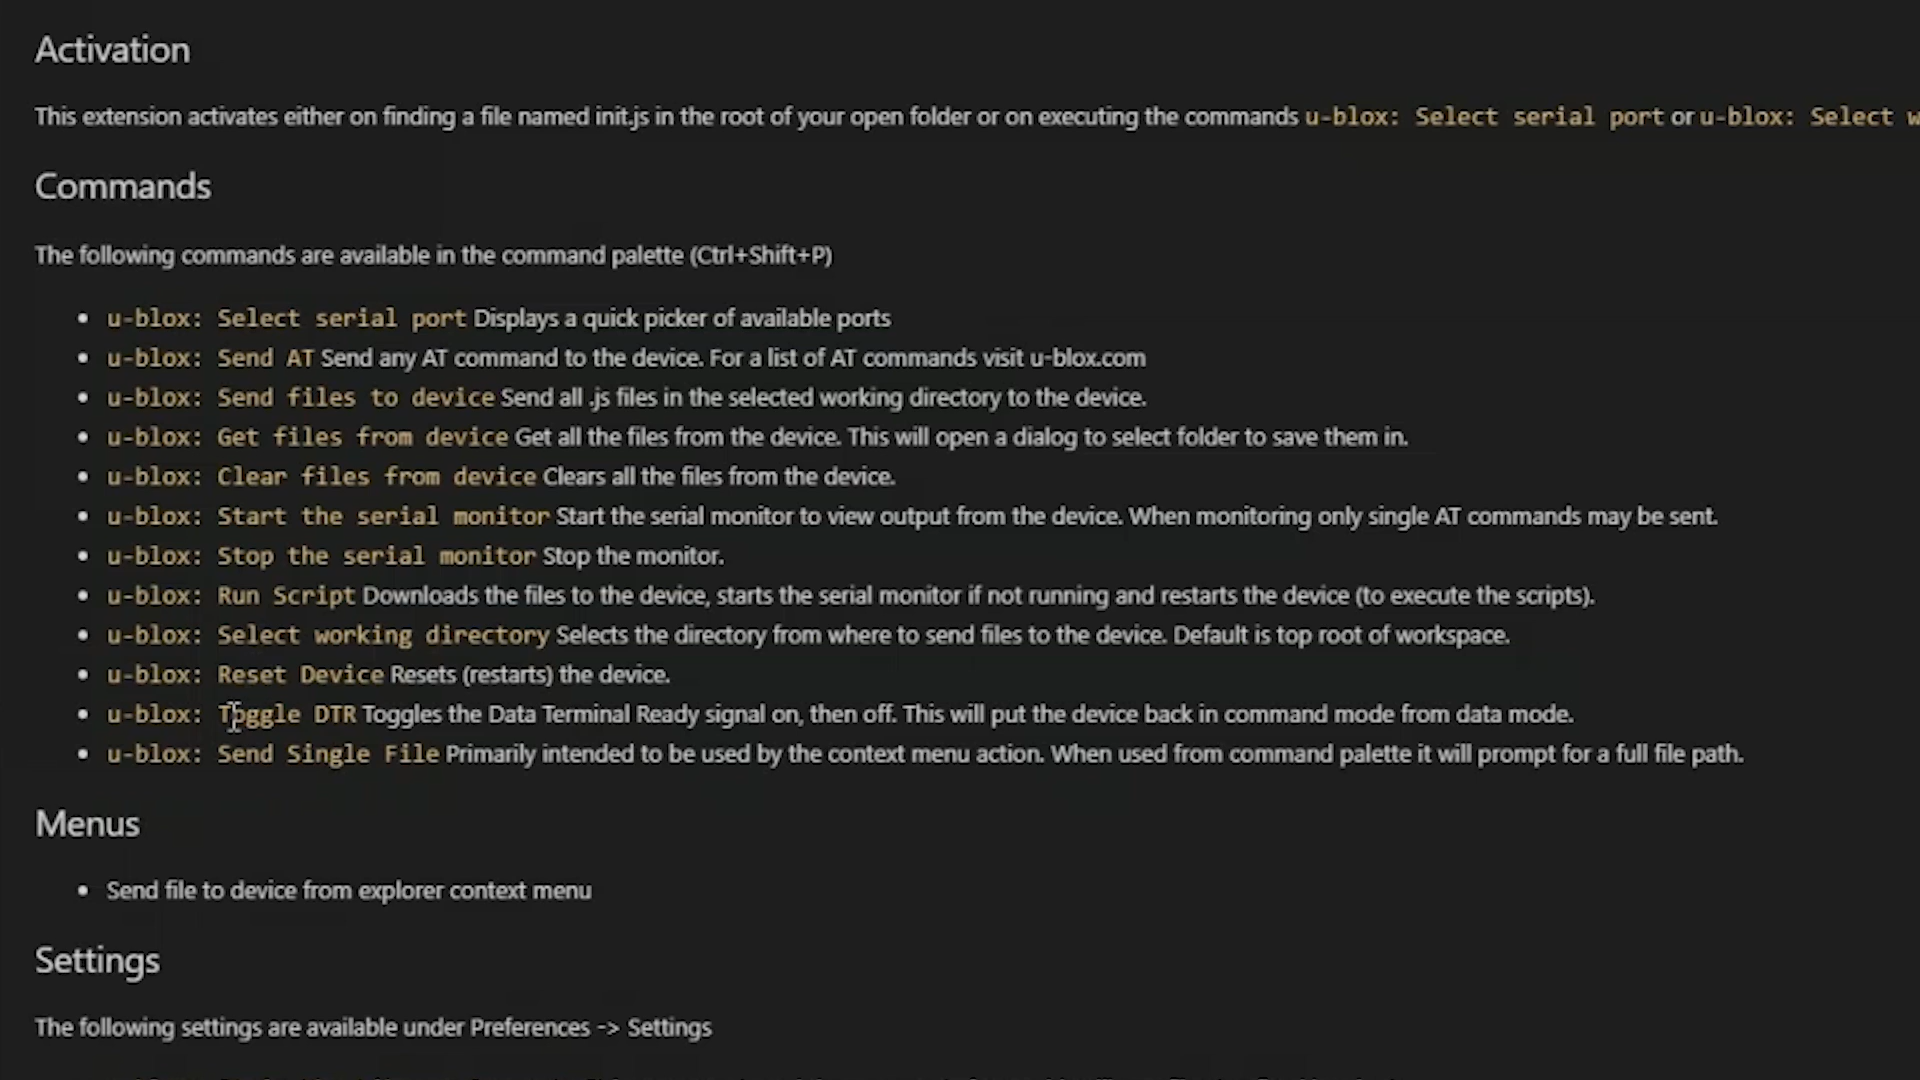 Activation
This extension activates either on finding a file named init.js in the root of your open folder or on executing the commands u-blox: Select serial port or u-blox: Select w
Commands
The following commands are available in the command palette (Ctrl+Shift+P)
• u-blox: Select serial port Displays a quick picker of available ports
• u-blox: Send AT Send any AT command to the device. For a list of AT commands visit u-blox.com
• u-blox: Send files to device Send all .js files in the selected working directory to the device.
• u-blox: Get files from device Get all the files from the device. This will open a dialog to select folder to save them in.
• u-blox: Clear files from device Clears all the files from the device.
• u-blox: Start the serial monitor Start the serial monitor to view output from the device. When monitoring only single AT commands may be sent.
• u-blox: Stop the serial monitor Stop the monitor.
• u-blox: Run Script Downloads the files to the device, starts the serial monitor if not running and restarts the device (to execute the scripts).
• u-blox: Select working directory Selects the directory from where to send files to the device. Default is top root of workspace.
• u-blox: Reset Device Resets (restarts) the device.
• u-blox: Toggle DTR Toggles the Data Terminal Ready signal on, then off. This will put the device back in command mode from data mode.
• u-blox: Send Single File Primarily intended to be used by the context menu action. When used from command palette it will prompt for a full file path.
Menus
• Send file to device from explorer context menu
Settings
The following settings are available under Preferences -> Settings